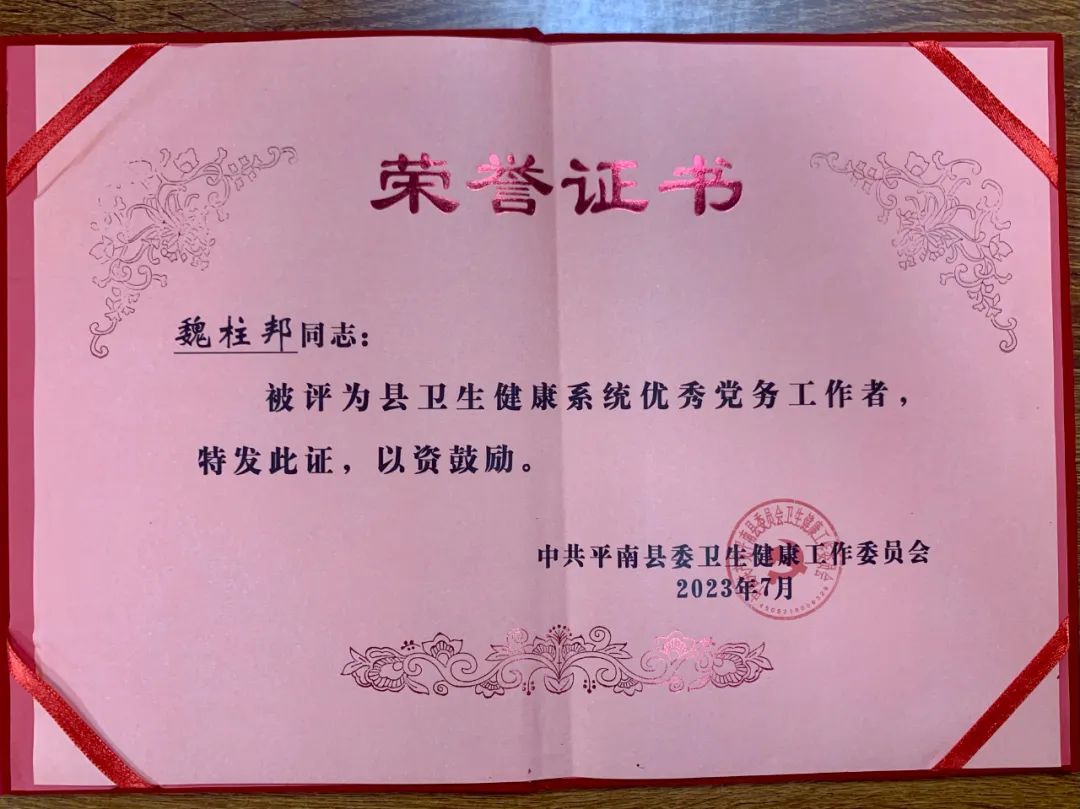 荣誉证书
魏柱邦同志：
被评为县卫生健康系统优秀党务工作者，
特发此证，以资鼓励。
中共平南县委卫生健康工作委员会
2023年7月